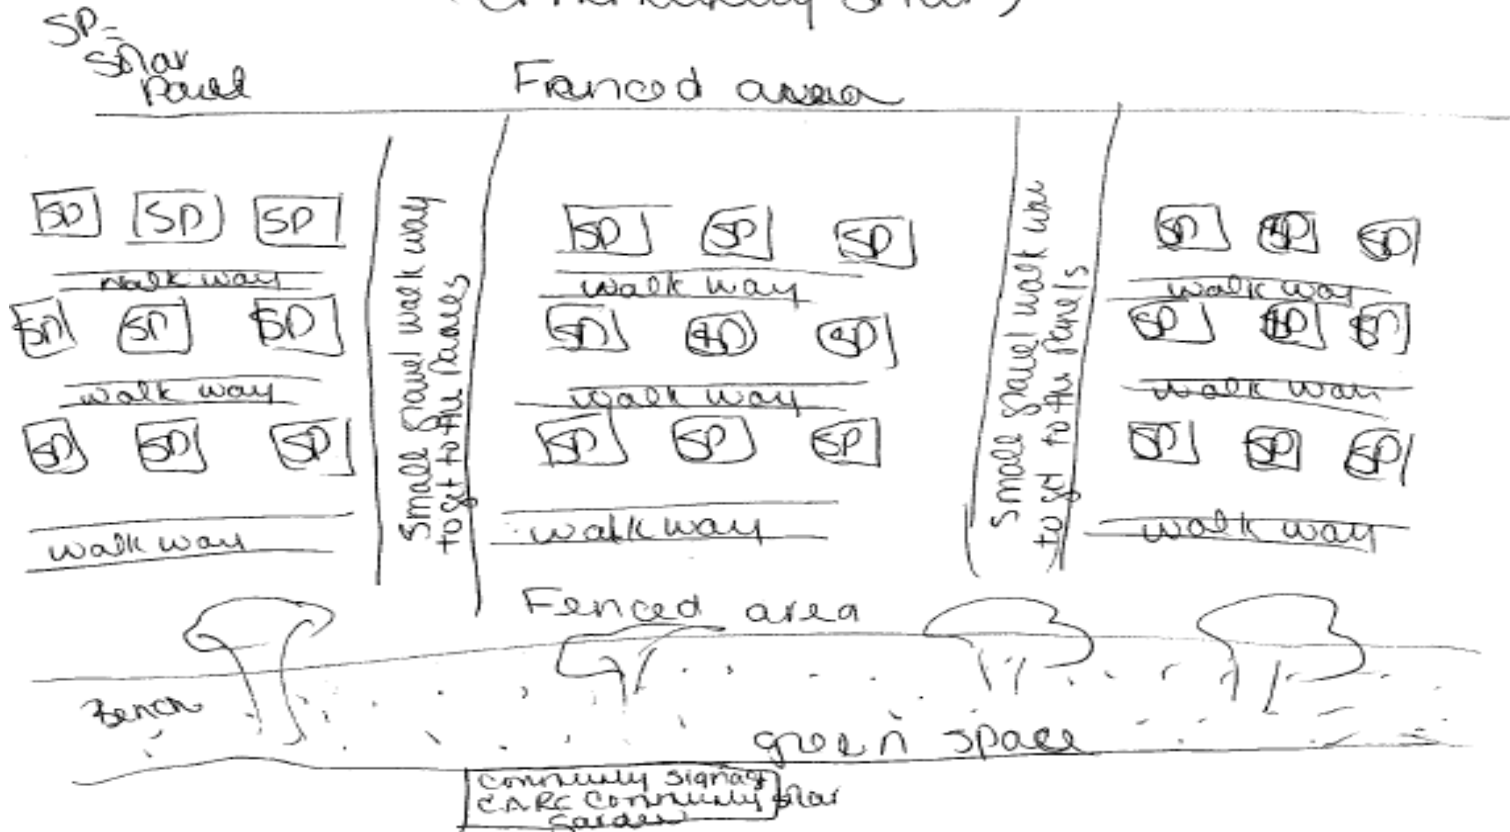 SP=
Solar
Panel
Fenced area
SP SP SP SP SP SP SP SP SP
walk way walk way walk way
SP SP SP SP SP SP SP SP SP
walk way walk way walk way
SP SP SP SP SP SP SP SP SP
walk way walk way walk way
Small gravel walk way
to get to the panels
Small gravel walk way
to get to the panels
Fenced area
Bench
green space
Community Signage
Community Solar
Garden